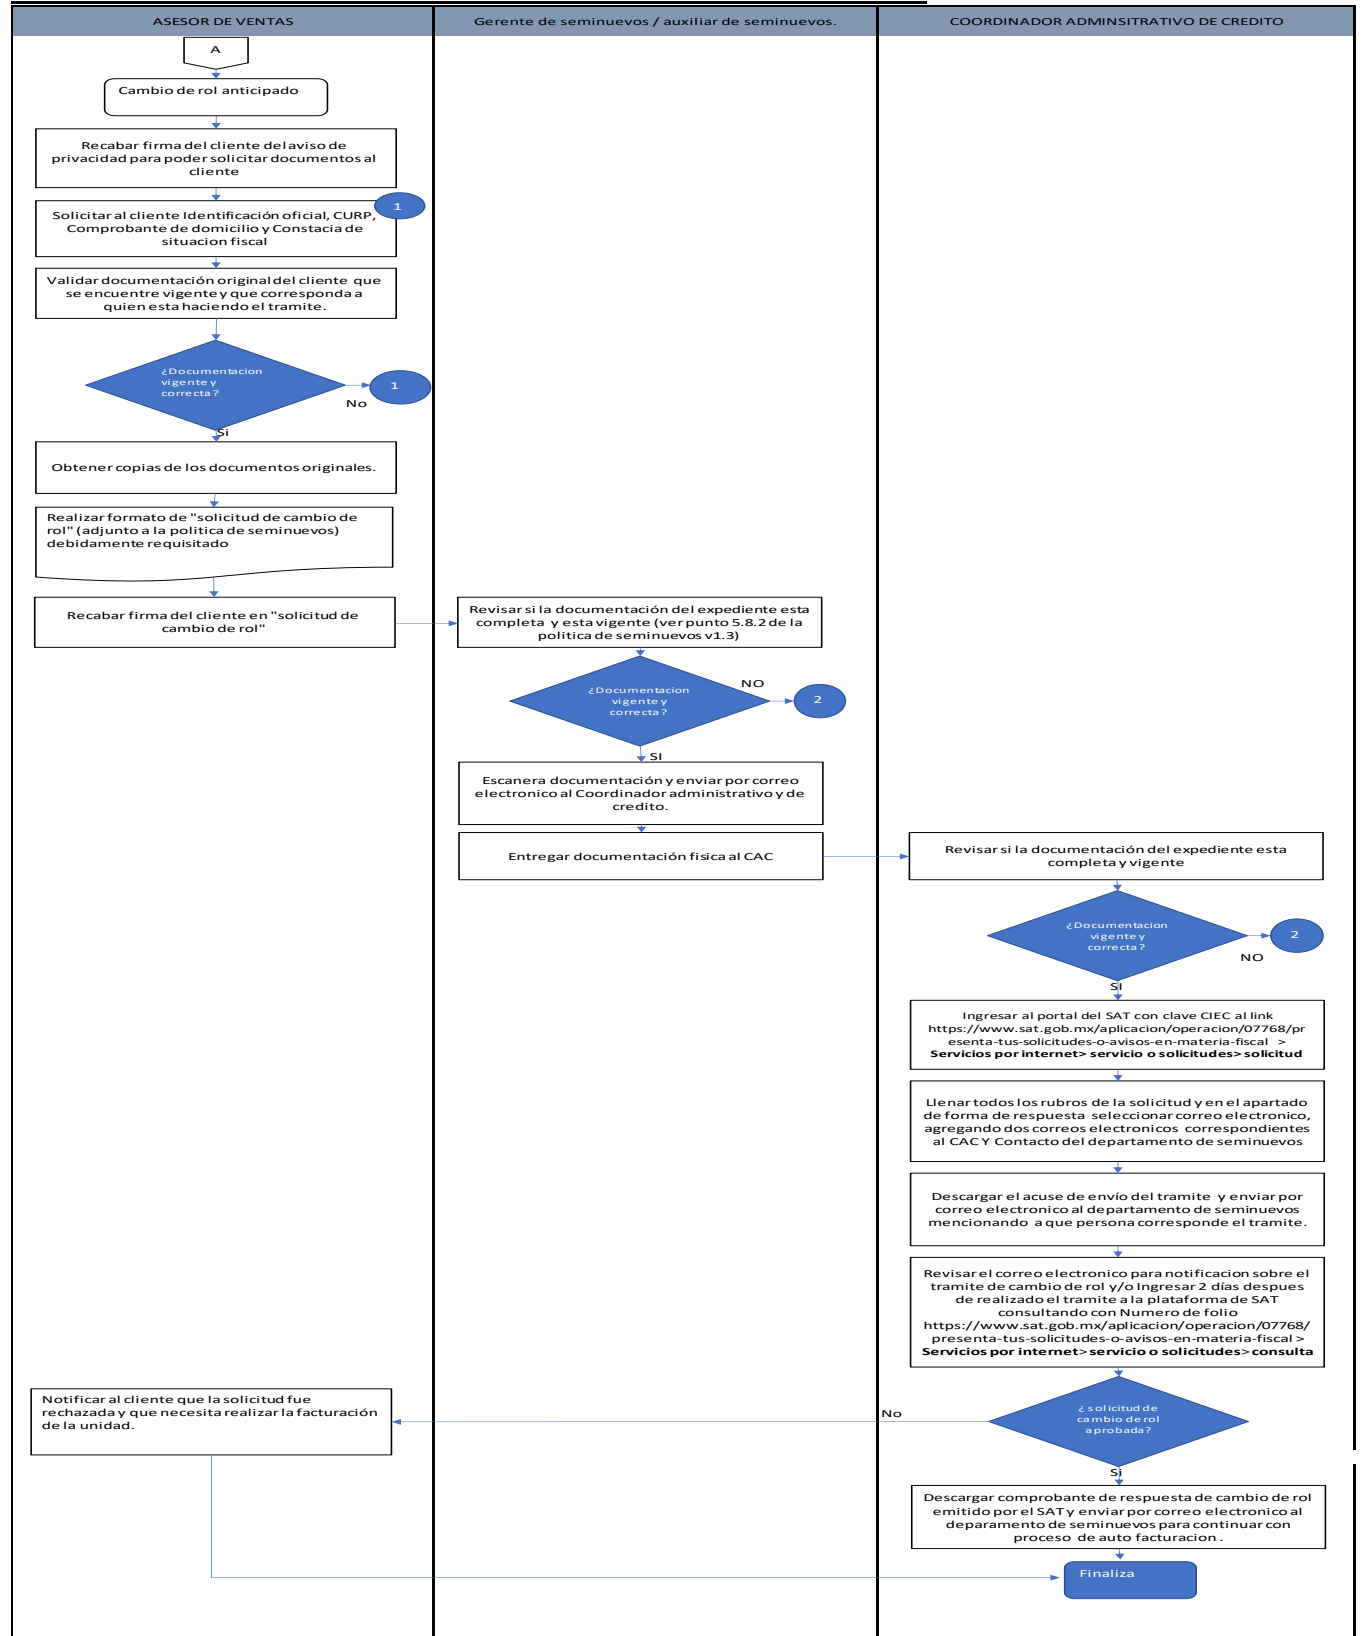 ASESOR DE VENTAS
Gerente de seminuevos / auxiliar de seminuevos.
COORDINADOR ADMINSITRATIVO DE CREDITO
A
Cambio de rol anticipado
Recabar firma del cliente del aviso de
privacidad para poder solicitar documentos al
cliente
1
Solicitar al cliente Identificación oficial, CURP,
Comprobante de domicilio y Constacia de
situacion fiscal
Validar documentación original del cliente que
se encuentre vigente y que corresponda a
quien esta haciendo el tramite.
¿Documentacion
vigente y
correcta?
1
No
Si
Obtener copias de los documentos originales.
Realizar formato de "solicitud de cambio de
rol" (adjunto a la politica de seminuevos)
debidamente requisitado
Recabar firma del cliente en "solicitud de
cambio de rol"
Revisar si la documentación del expediente esta
completa y esta vigente (ver punto 5.8.2 de la
politica de seminuevos v1.3)
¿Documentacion
vigente y
correcta?
NO
2
SI
Escanera documentación y enviar por correo
electronico al Coordinador administrativo y de
credito.
Entregar documentación fisica al CAC
Revisar si la documentación del expediente esta
completa y vigente
¿Documentacion
vigente y
correcta?
2
NO
SI
Ingresar al portal del SAT con clave CIEC al link
https://www.sat.gob.mx/aplicacion/operacion/07768/pr
esenta-tus-solicitudes-o-avisos-en-materia-fiscal >
Servicios por internet> servicio o solicitudes> solicitud
Llenar todos los rubros de la solicitud y en el apartado
de forma de respuesta seleccionar correo electronico,
agregando dos correos electronicos correspondientes
al CAC Y Contacto del departamento de seminuevos
Descargar el acuse de envío del tramite y enviar por
correo electronico al departamento de seminuevos
mencionando a que persona corresponde el tramite.
Revisar el correo electronico para notificacion sobre el
tramite de cambio de rol y/o Ingresar 2 días despues
de realizado el tramite a la plataforma de SAT
consultando con Numero de folio
https://www.sat.gob.mx/aplicacion/operacion/07768/
presenta-tus-solicitudes-o-avisos-en-materia-fiscal >
Servicios por internet> servicio o solicitudes> consulta
Notificar al cliente que la solicitud fue
rechazada y que necesita realizar la facturación
de la unidad.
No
¿ solicitud de
cambio de rol
aprobada?
Si
Descargar comprobante de respuesta de cambio de rol
emitido por el SAT y enviar por correo electronico al
deparamento de seminuevos para continuar con
proceso de auto facturacion .
Finaliza